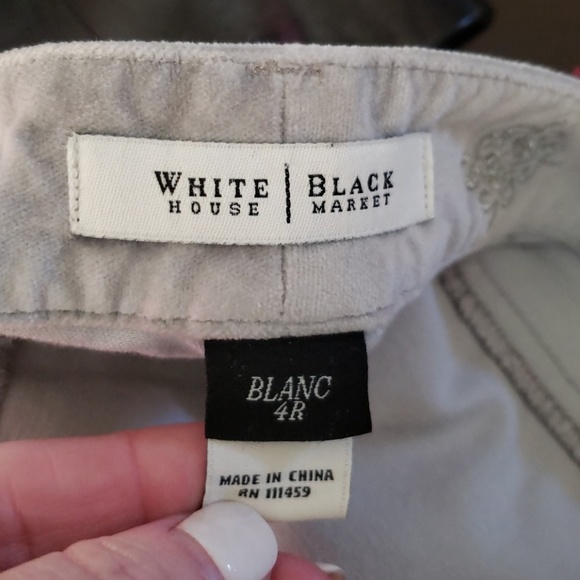 WHITE | BLACK
HOUSE MARKET
BLANC
4R
MADE IN CHINA
RN 111459